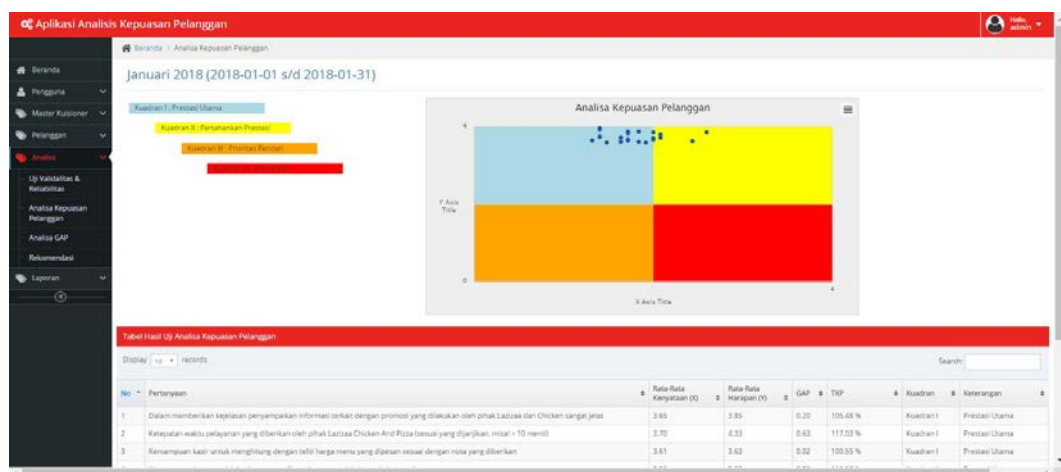 Aplikasi Analisis Kepuasan Pelanggan
Hallo,
admin
Beranda / Analisa Kepuasan Pelanggan
Beranda
Pengguna
Master Kuisioner
Pelanggan
Analisa
Uji Validalitas &
Reliabilitas
Analisa Kepuasan
Pelanggan
Analisa GAP
Rekomendasi
Laporan
Januari 2018 (2018-01-01 s/d 2018-01-31)
Kuadran I : Prestasi Utama
Kuadran II : Pertahankan Prestasi
Kuadran III : Prioritas Rendah
Analisa Kepuasan Pelanggan
4
Y Axis
Title
0
4
X Axis Title
Tabel Hasil Uji Analisa Kepuasan Pelanggan
Display 10 records
Search:
No Pertanyaan Rata-Rata Kenyataan (X) Rata-Rata Harapan (Y) GAP TKP Kuadran Keterangan
1 Dalam memberikan kejelasan penyampaian informasi terkait dengan promosi yang dilakukan oleh pihak Lazizaa dan Chicken sangat jelas 3.65 3.85 0.20 105.48 % Kuadran I Prestasi Utama
2 Ketepatan waktu pelayanan yang diberikan oleh pihak Lazizaa Chicken And Pizza (sesuai yang dijanjikan, misal > 10 menit) 3.70 4.33 0.63 117.03 % Kuadran I Prestasi Utama
3 Kemampuan kasir untuk menghitung dengan teliti harga menu yang dipesan sesuai dengan nota yang diberikan 3.61 3.63 0.02 100.55 % Kuadran I Prestasi Utama